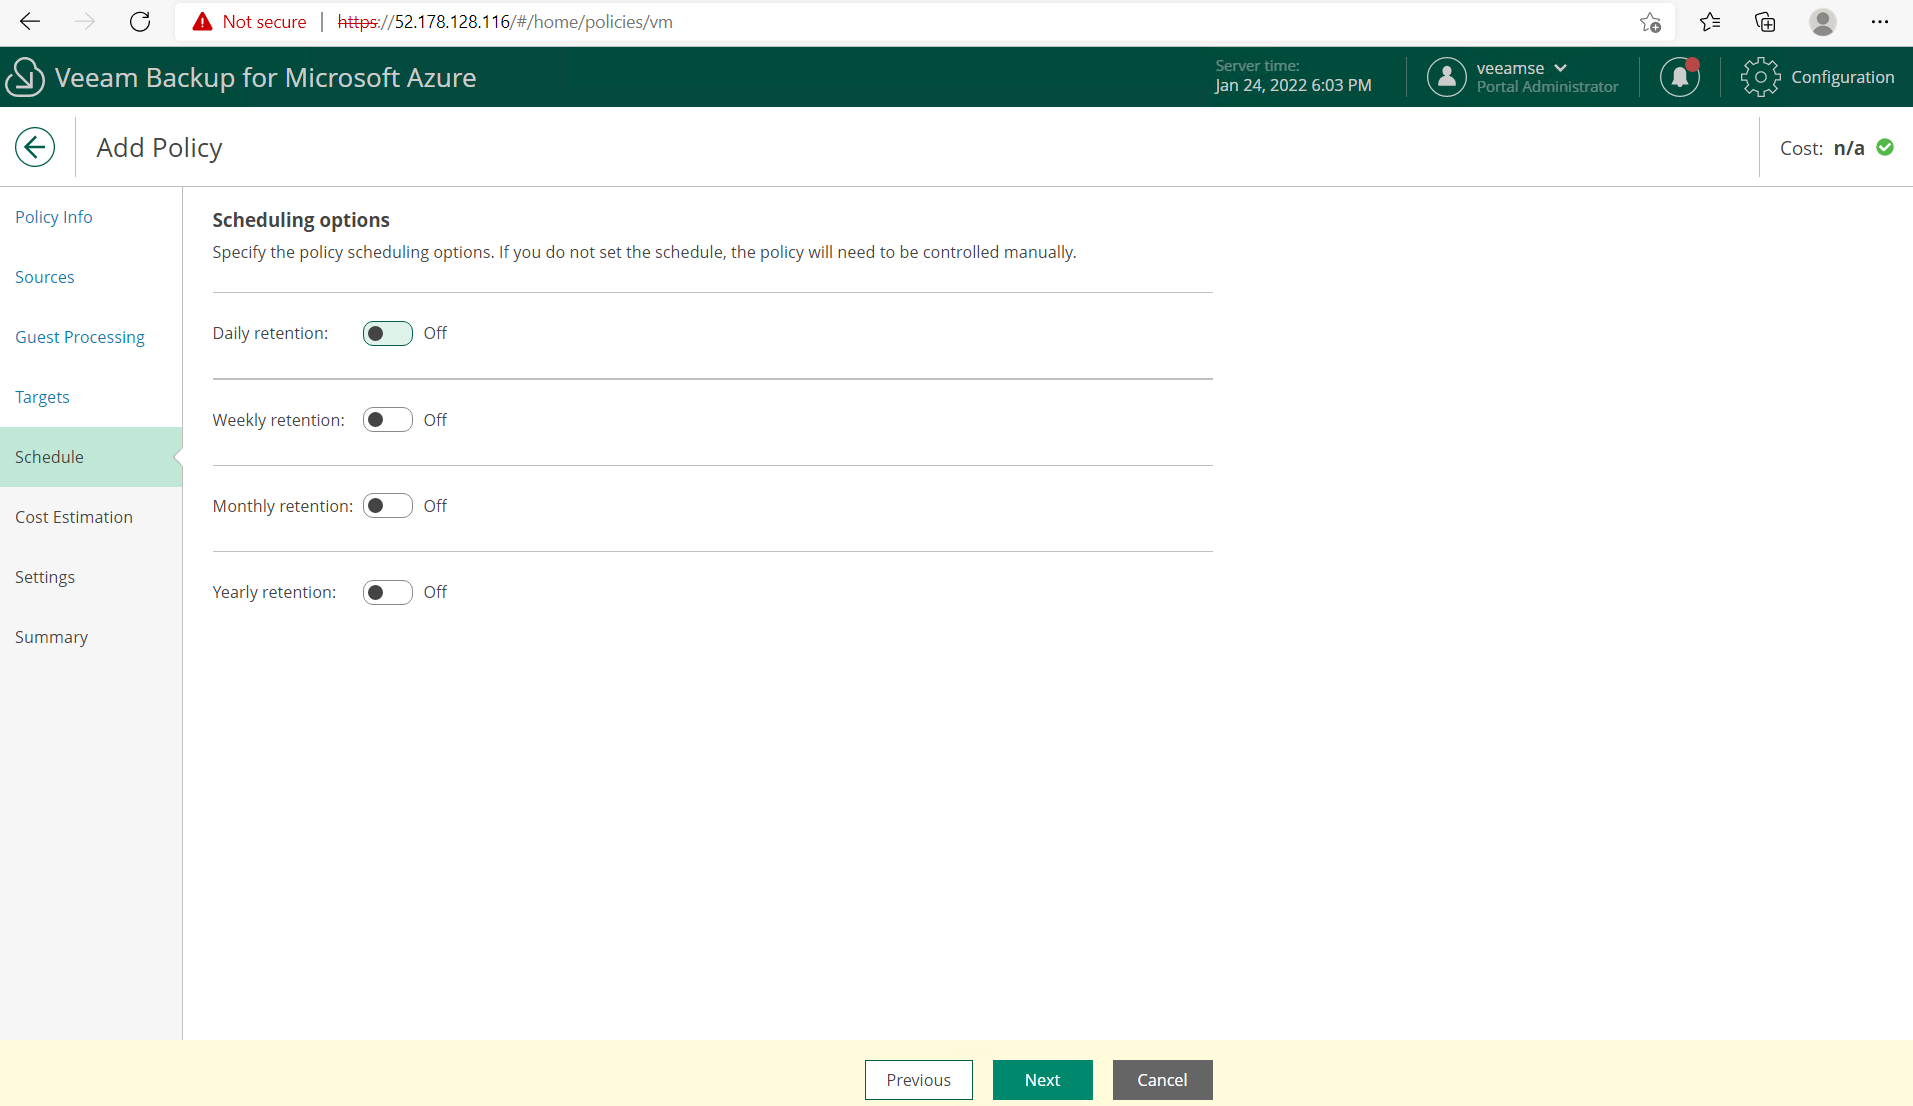 Not secure | https://52.178.128.116/#/home/policies/vm
Veeam Backup for Microsoft Azure
Server time:
Jan 24, 2022 6:03 PM
veeamse
Portal Administrator
Configuration
Add Policy
Cost: n/a
Policy Info
Sources
Guest Processing
Targets
Schedule
Cost Estimation
Settings
Summary
Scheduling options
Specify the policy scheduling options. If you do not set the schedule, the policy will need to be controlled manually.
Daily retention: Off
Weekly retention: Off
Monthly retention: Off
Yearly retention: Off
Previous
Next
Cancel